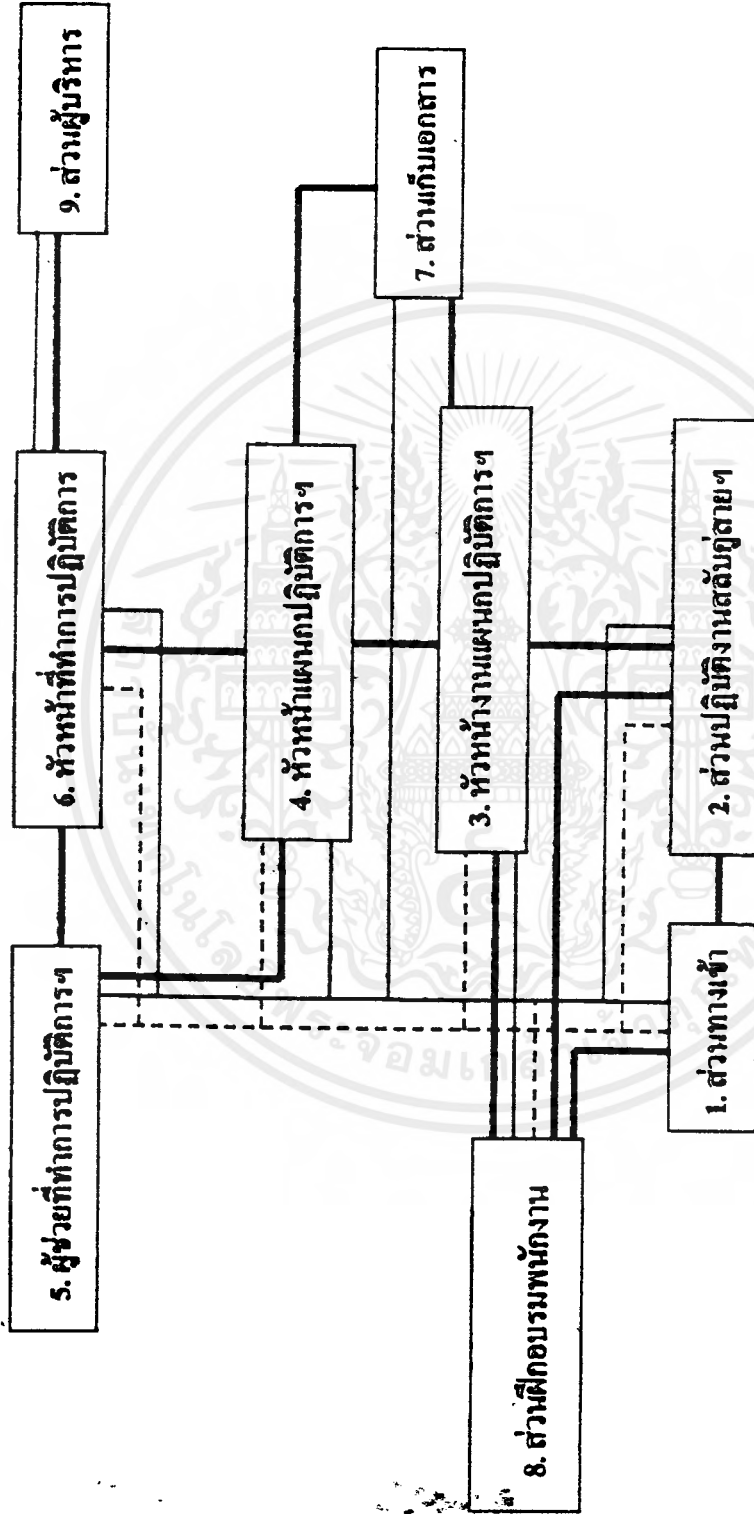 5. ผู้ช่วยที่ทำการปฏิบัติการฯ
6. หัวหน้าที่ทำการปฏิบัติการ
9. ส่วนผู้บริหาร
4. หัวหน้าแผนกปฏิบัติการฯ
7. ส่วนเก็บเอกสาร
3. หัวหน้างานแผนกปฏิบัติการฯ
8. ส่วนฝึกอบรมพนักงาน
1. ส่วนทางเข้า
2. ส่วนปฏิบัติงานสลับคู่สายฯ